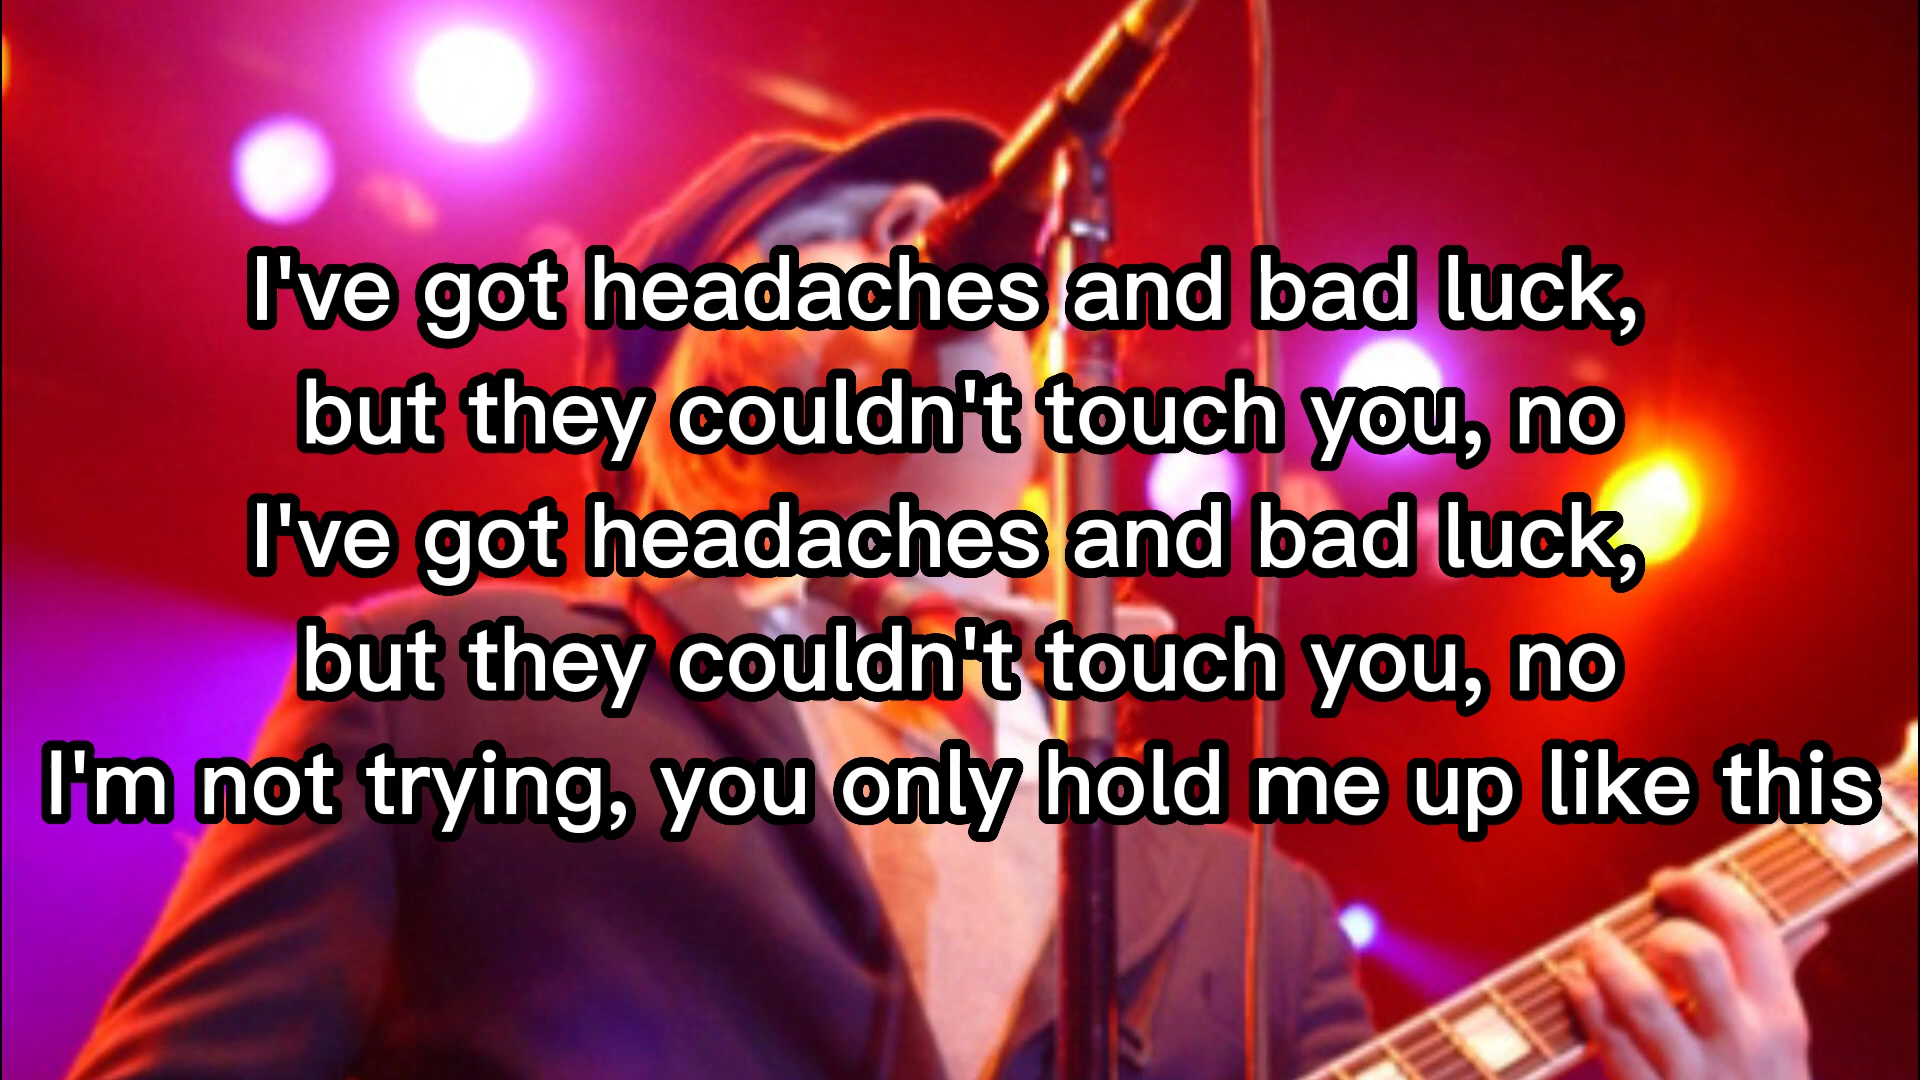 I've got headaches and bad luck,
but they couldn't touch you, no
I've got headaches and bad luck,
but they couldn't touch you, no
I'm not trying, you only hold me up like this